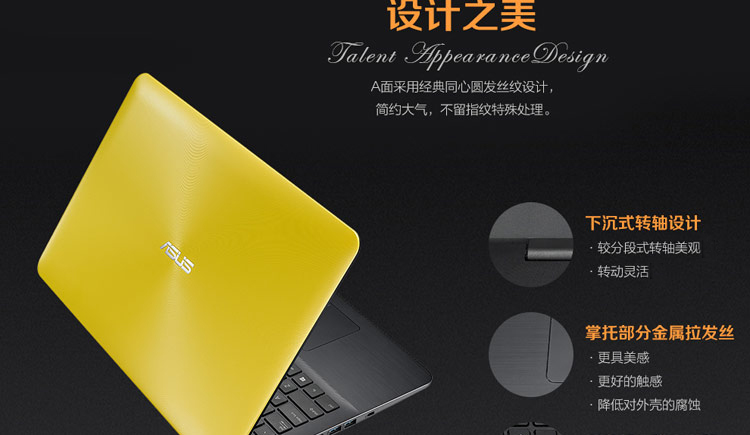 设计之美
Talent Appearance Design
A面采用经典同心圆发丝纹设计，
简约大气，不留指纹特殊处理。
ASUS
下沉式转轴设计
· 较分段式转轴美观
· 转动灵活
掌托部分金属拉发丝
· 更具美感
· 更好的触感
· 降低对外壳的腐蚀